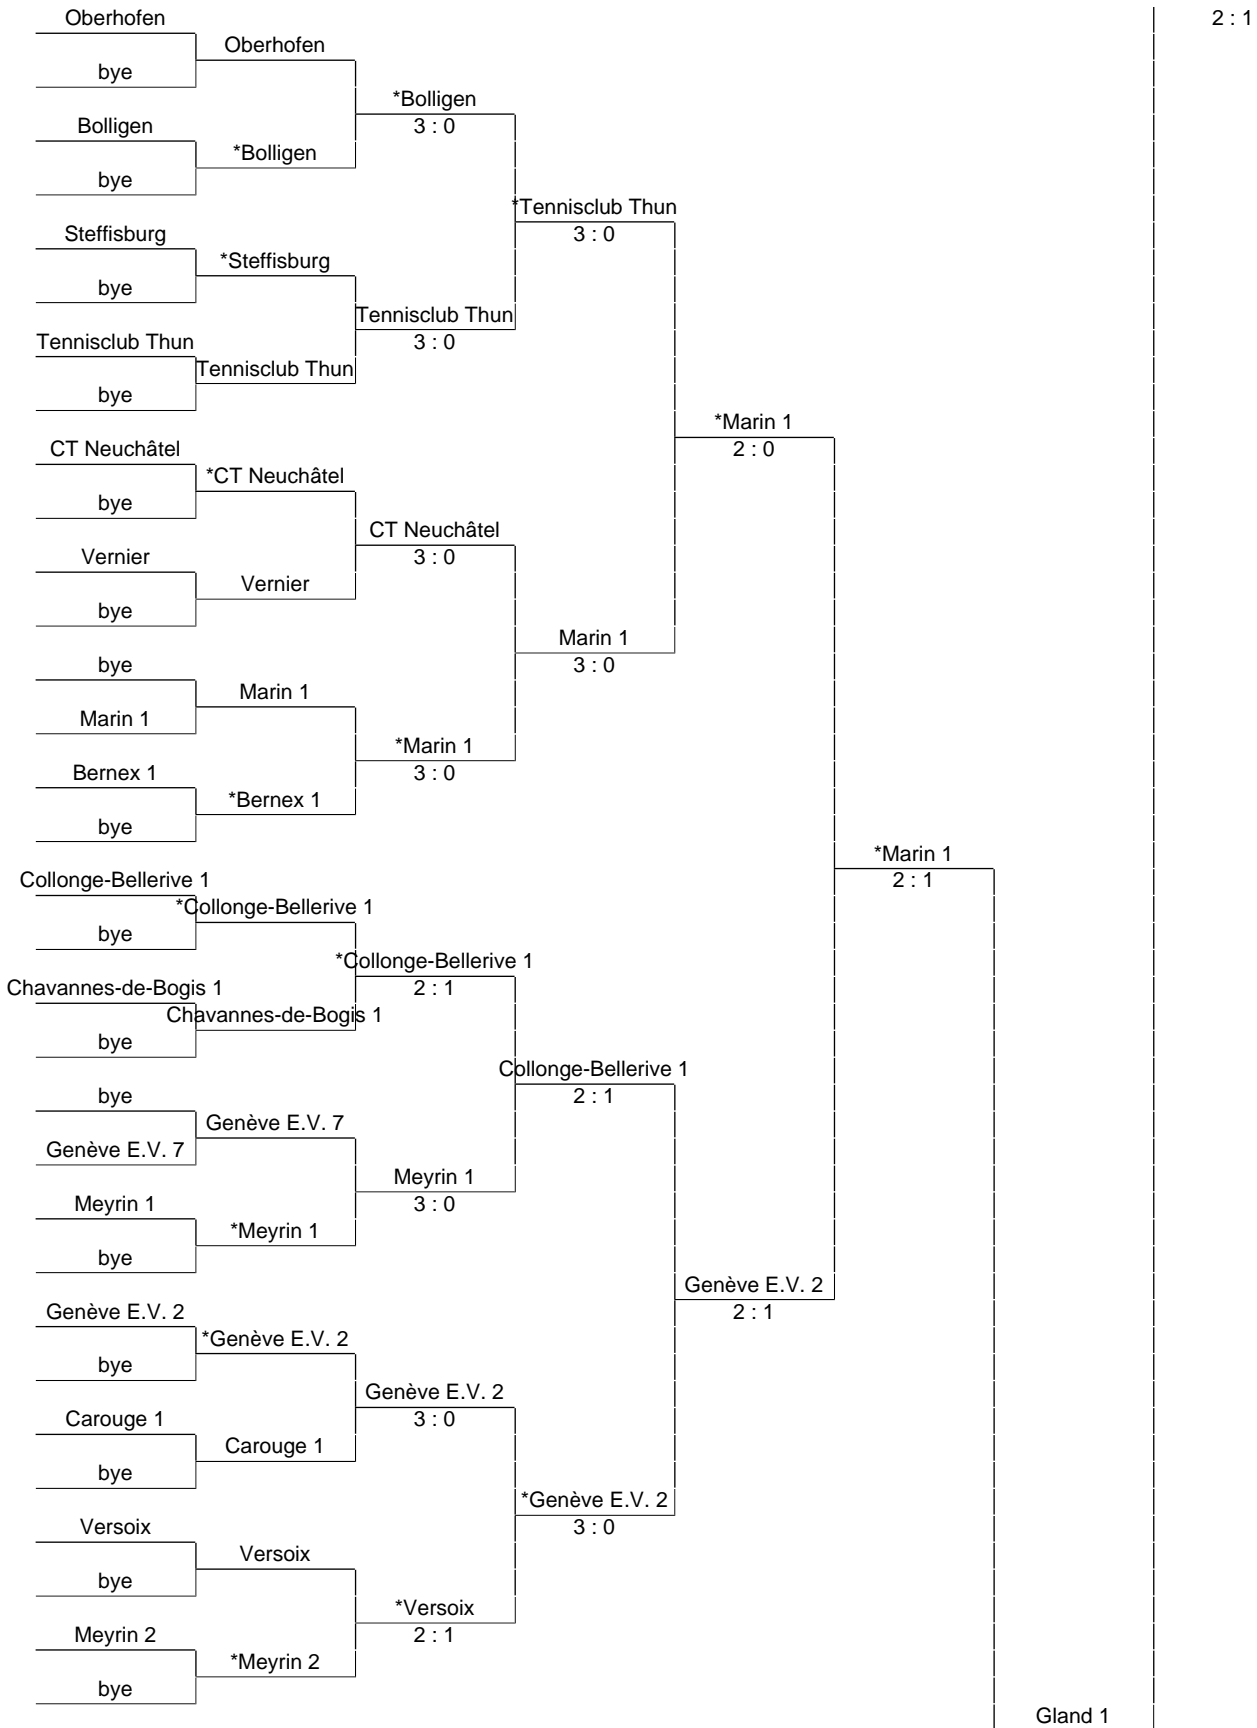 Oberhofen
2 : 1
Oberhofen
bye
*Bolligen
3 : 0
Bolligen
*Bolligen
bye
*Tennisclub Thun
3 : 0
Steffisburg
*Steffisburg
bye
Tennisclub Thun
3 : 0
Tennisclub Thun
Tennisclub Thun
bye
*Marin 1
2 : 0
CT Neuchâtel
*CT Neuchâtel
bye
CT Neuchâtel
3 : 0
Vernier
Vernier
bye
Marin 1
3 : 0
bye
Marin 1
Marin 1
*Marin 1
3 : 0
Bernex 1
*Bernex 1
bye
*Marin 1
2 : 1
Collonge-Bellerive 1
*Collonge-Bellerive 1
bye
*Collonge-Bellerive 1
2 : 1
Chavannes-de-Bogis 1
Chavannes-de-Bogis 1
bye
Collonge-Bellerive 1
2 : 1
bye
Genève E.V. 7
Genève E.V. 7
Meyrin 1
3 : 0
Meyrin 1
*Meyrin 1
bye
Genève E.V. 2
2 : 1
Genève E.V. 2
*Genève E.V. 2
bye
Genève E.V. 2
3 : 0
Carouge 1
Carouge 1
bye
*Genève E.V. 2
3 : 0
Versoix
Versoix
bye
*Versoix
2 : 1
Meyrin 2
*Meyrin 2
bye
Gland 1